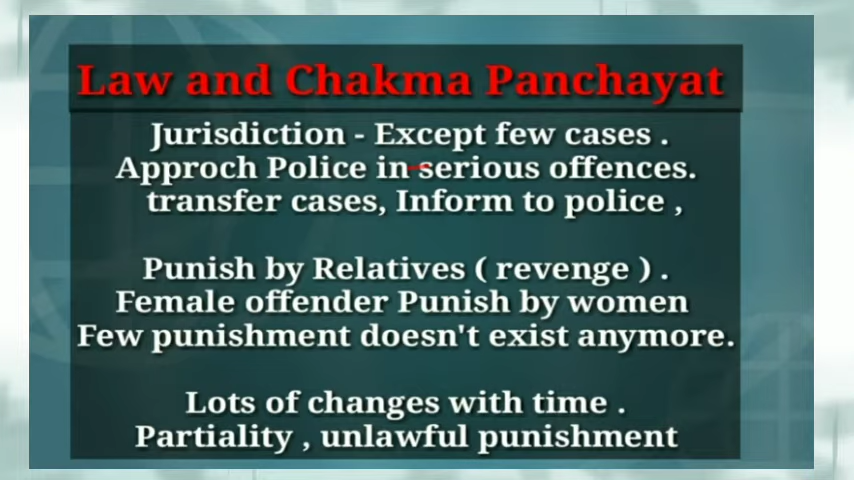 Law and Chakma Panchayat
Jurisdiction - Except few cases .
Approch Police in serious offences.
transfer cases, Inform to police ,
Punish by Relatives ( revenge ) .
Female offender Punish by women
Few punishment doesn't exist anymore.
Lots of changes with time .
Partiality , unlawful punishment